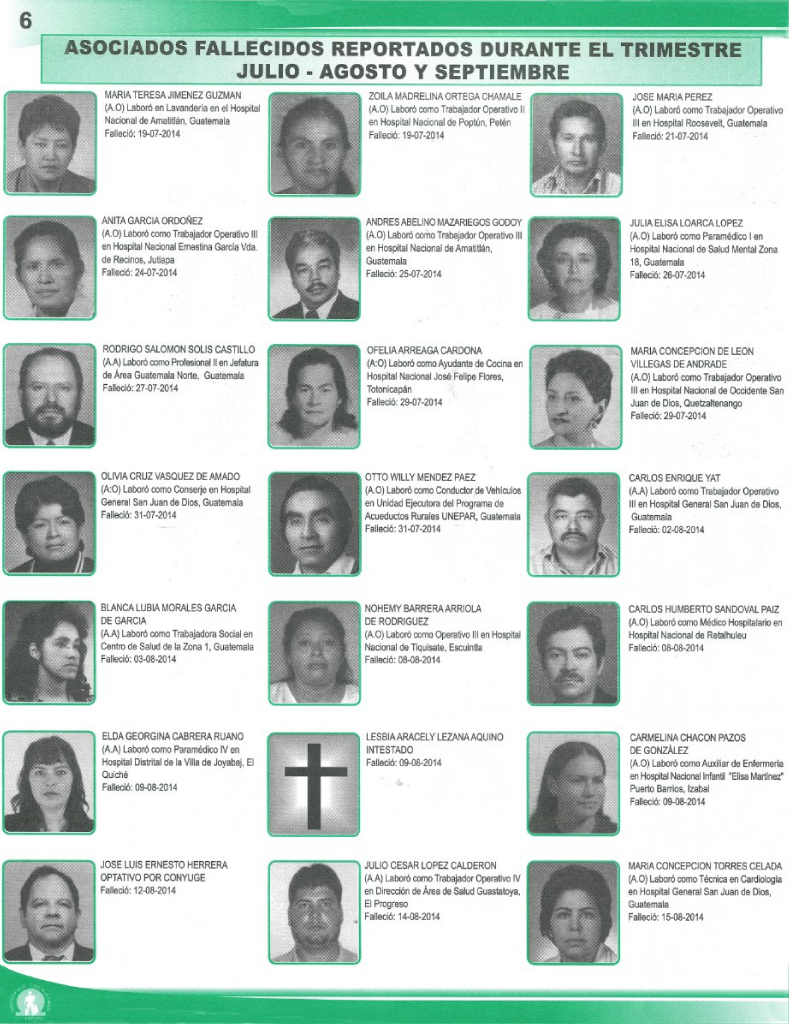 6
ASOCIADOS FALLECIDOS REPORTADOS DURANTE EL TRIMESTRE
JULIO - AGOSTO Y SEPTIEMBRE
MARIA TERESA JIMENEZ GUZMAN
(A.O) Laboró en Lavandería en el Hospital
Nacional de Amatitlán, Guatemala
Falleció: 19-07-2014
ZOILA MADRELINA ORTEGA CHAMALE
(A.O) Laboró como Trabajador Operativo II
en Hospital Nacional de Poptún, Petén
Falleció: 19-07-2014
JOSE MARIA PEREZ
(A.O) Laboró como Trabajador Operativo
III en Hospital Roosevelt, Guatemala
Falleció: 21-07-2014
ANITA GARCIA ORDOÑEZ
(A.O) Laboró como Trabajador Operativo III
en Hospital Nacional Ernestina García Vda.
de Recinos, Jutiapa
Falleció: 24-07-2014
ANDRES ABELINO MAZARIEGOS GODOY
(A.O) Laboró como Trabajador Operativo III
en Hospital Nacional de Amatitlán,
Guatemala
Falleció: 25-07-2014
JULIA ELISA LOARCA LOPEZ
(A.O) Laboró como Paramédico I en
Hospital Nacional de Salud Mental Zona
18, Guatemala
Falleció: 26-07-2014
RODRIGO SALOMON SOLIS CASTILLO
(A.A) Laboró como Profesional II en Jefatura
de Área Guatemala Norte, Guatemala
Falleció: 27-07-2014
OFELIA ARREAGA CARDONA
(A:O) Laboró como Ayudante de Cocina en
Hospital Nacional José Felipe Flores,
Totonicapán
Falleció: 29-07-2014
MARIA CONCEPCION DE LEON
VILLEGAS DE ANDRADE
(A.O) Laboró como Trabajador Operativo
III en Hospital Nacional de Occidente San
Juan de Dios, Quetzaltenango
Falleció: 29-07-2014
OLIVIA CRUZ VASQUEZ DE AMADO
(A:O) Laboró como Conserje en Hospital
General San Juan de Dios, Guatemala
Falleció: 31-07-2014
OTTO WILLY MENDEZ PAEZ
(A.O) Laboró como Conductor de Vehículos
en Unidad Ejecutora del Programa de
Acueductos Rurales UNEPAR, Guatemala
Falleció: 31-07-2014
CARLOS ENRIQUE YAT
(A.A) Laboró como Trabajador Operativo
III en Hospital General San Juan de Dios,
Guatemala
Falleció: 02-08-2014
BLANCA LUBIA MORALES GARCIA
DE GARCIA
(A.A) Laboró como Trabajadora Social en
Centro de Salud de la Zona 1, Guatemala
Falleció: 03-08-2014
NOHEMY BARRERA ARRIOLA
DE RODRIGUEZ
(A.O) Laboró como Operativo III en Hospital
Nacional de Tiquisate, Escuintla
Falleció: 08-08-2014
CARLOS HUMBERTO SANDOVAL PAIZ
(A.O) Laboró como Médico Hospitalario en
Hospital Nacional de Retalhuleu
Falleció: 08-08-2014
ELDA GEORGINA CABRERA RUANO
(A.A) Laboró como Paramédico IV en
Hospital Distrital de la Villa de Joyabaj, El
Quiché
Falleció: 09-08-2014
LESBIA ARACELY LEZANA AQUINO
INTESTADO
Falleció: 09-08-2014
CARMELINA CHACON PAZOS
DE GONZÁLEZ
(A.O) Laboró como Auxiliar de Enfermería
en Hospital Nacional Infantil "Elisa Martínez"
Puerto Barrios, Izabal
Falleció: 09-08-2014
JOSE LUIS ERNESTO HERRERA
OPTATIVO POR CONYUGE
Falleció: 12-08-2014
JULIO CESAR LOPEZ CALDERON
(A.A) Laboró como Trabajador Operativo IV
en Dirección de Área de Salud Guastatoya,
El Progreso
Falleció: 14-08-2014
MARIA CONCEPCION TORRES CELADA
(A.O) Laboró como Técnica en Cardiología
en Hospital General San Juan de Dios,
Guatemala
Falleció: 15-08-2014